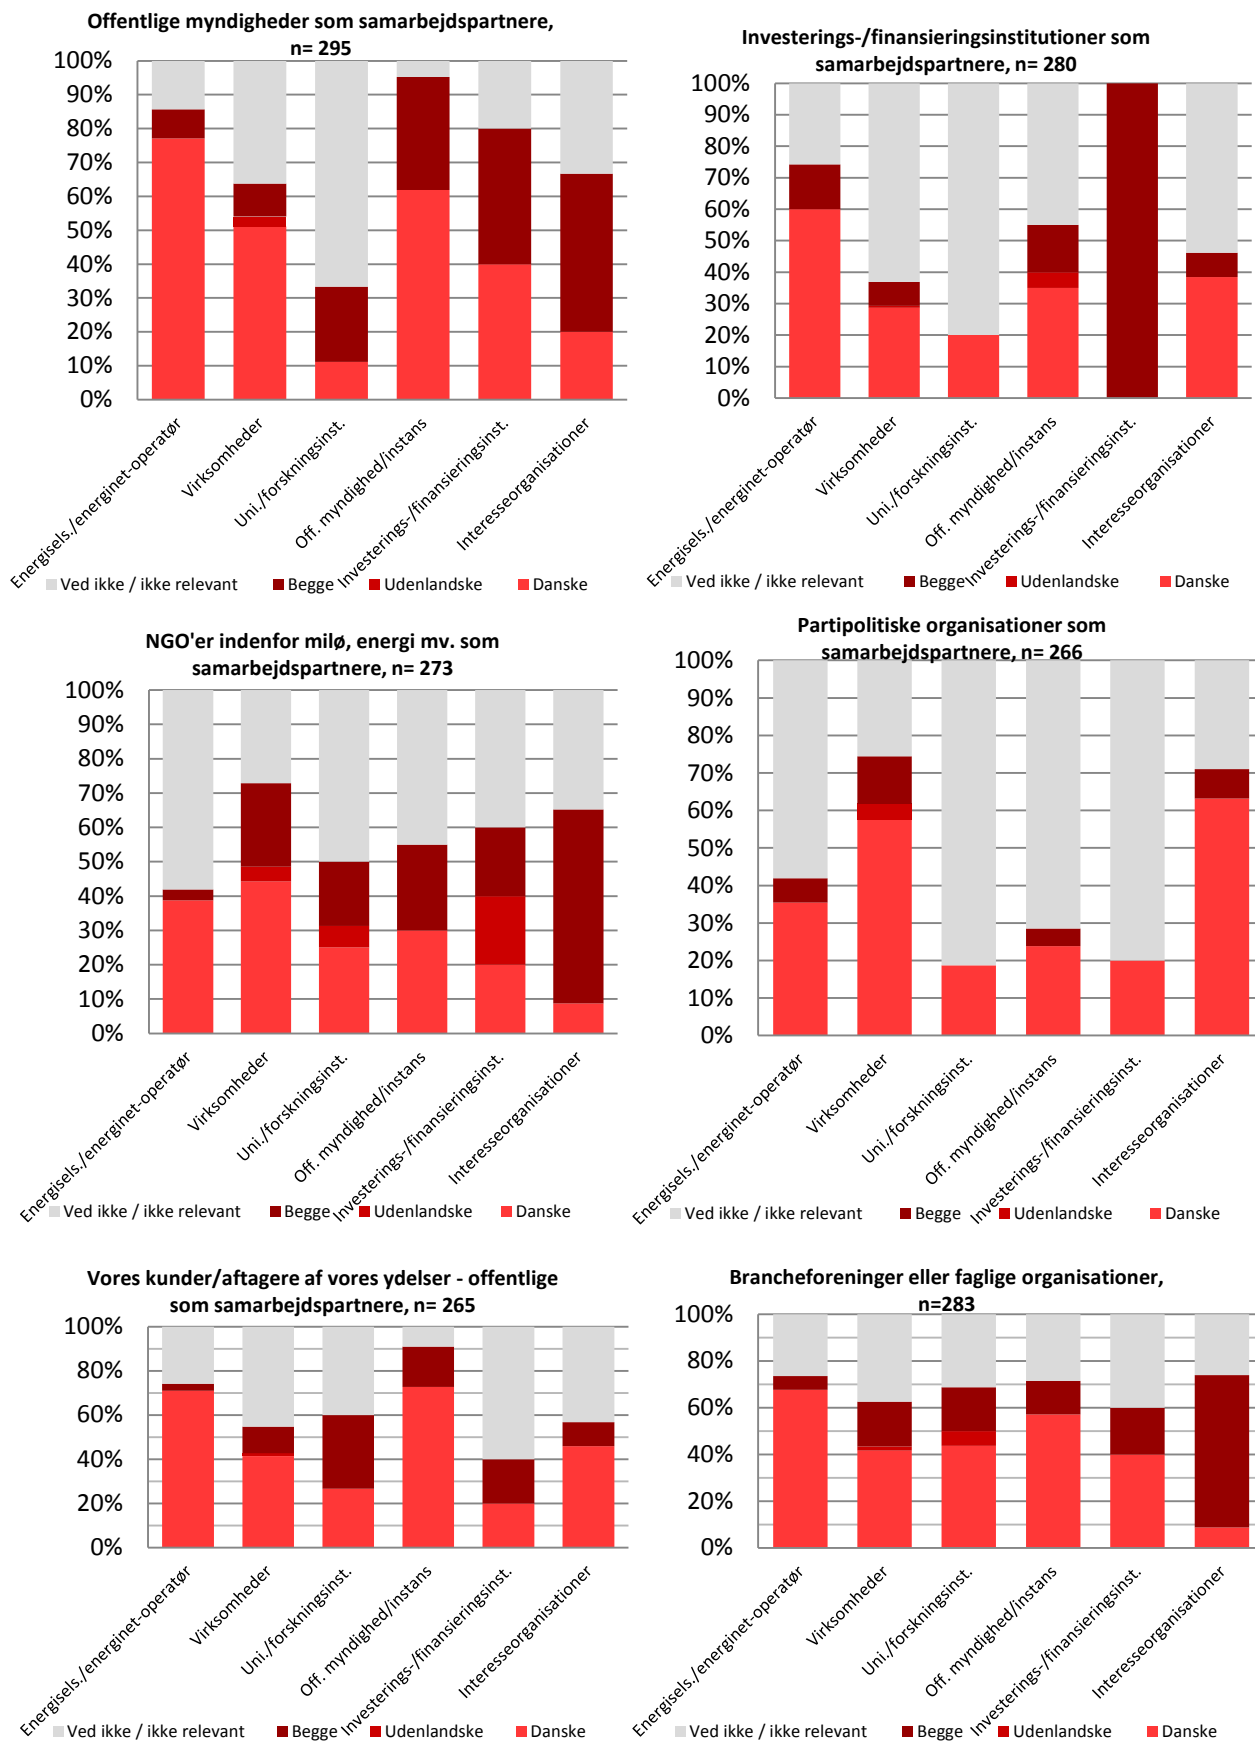 Offentlige myndigheder som samarbejdspartnere,
n= 295
100%
90%
80%
70%
60%
50%
40%
30%
20%
10%
0%
Energisels./energinet-operatør
Virksomheder
Uni./forskningsinst.
Off. myndighed/instans
Investerings-/finansieringsinst.
Interesseorganisationer
Ved ikke / ikke relevant
Begge
Udenlandske
Danske
Investerings-/finansieringsinstitutioner som
samarbejdspartnere, n= 280
100%
90%
80%
70%
60%
50%
40%
30%
20%
10%
0%
Energisels./energinet-operatør
Virksomheder
Uni./forskningsinst.
Off. myndighed/instans
Investerings-/finansieringsinst.
Interesseorganisationer
Ved ikke / ikke relevant
Begge
Udenlandske
Danske
NGO'er indenfor milø, energi mv. som
samarbejdspartnere, n= 273
100%
90%
80%
70%
60%
50%
40%
30%
20%
10%
0%
Energisels./energinet-operatør
Virksomheder
Uni./forskningsinst.
Off. myndighed/instans
Investerings-/finansieringsinst.
Interesseorganisationer
Ved ikke / ikke relevant
Begge
Udenlandske
Danske
Partipolitiske organisationer som
samarbejdspartnere, n= 266
100%
90%
80%
70%
60%
50%
40%
30%
20%
10%
0%
Energisels./energinet-operatør
Virksomheder
Uni./forskningsinst.
Off. myndighed/instans
Investerings-/finansieringsinst.
Interesseorganisationer
Ved ikke / ikke relevant
Begge
Udenlandske
Danske
Vores kunder/aftagere af vores ydelser - offentlige
som samarbejdspartnere, n= 265
100%
80%
60%
40%
20%
0%
Energisels./energinet-operatør
Virksomheder
Uni./forskningsinst.
Off. myndighed/instans
Investerings-/finansieringsinst.
Interesseorganisationer
Ved ikke / ikke relevant
Begge
Udenlandske
Danske
Brancheforeninger eller faglige organisationer,
n=283
100%
80%
60%
40%
20%
0%
Energisels./energinet-operatør
Virksomheder
Uni./forskningsinst.
Off. myndighed/instans
Investerings-/finansieringsinst.
Interesseorganisationer
Ved ikke / ikke relevant
Begge
Udenlandske
Danske